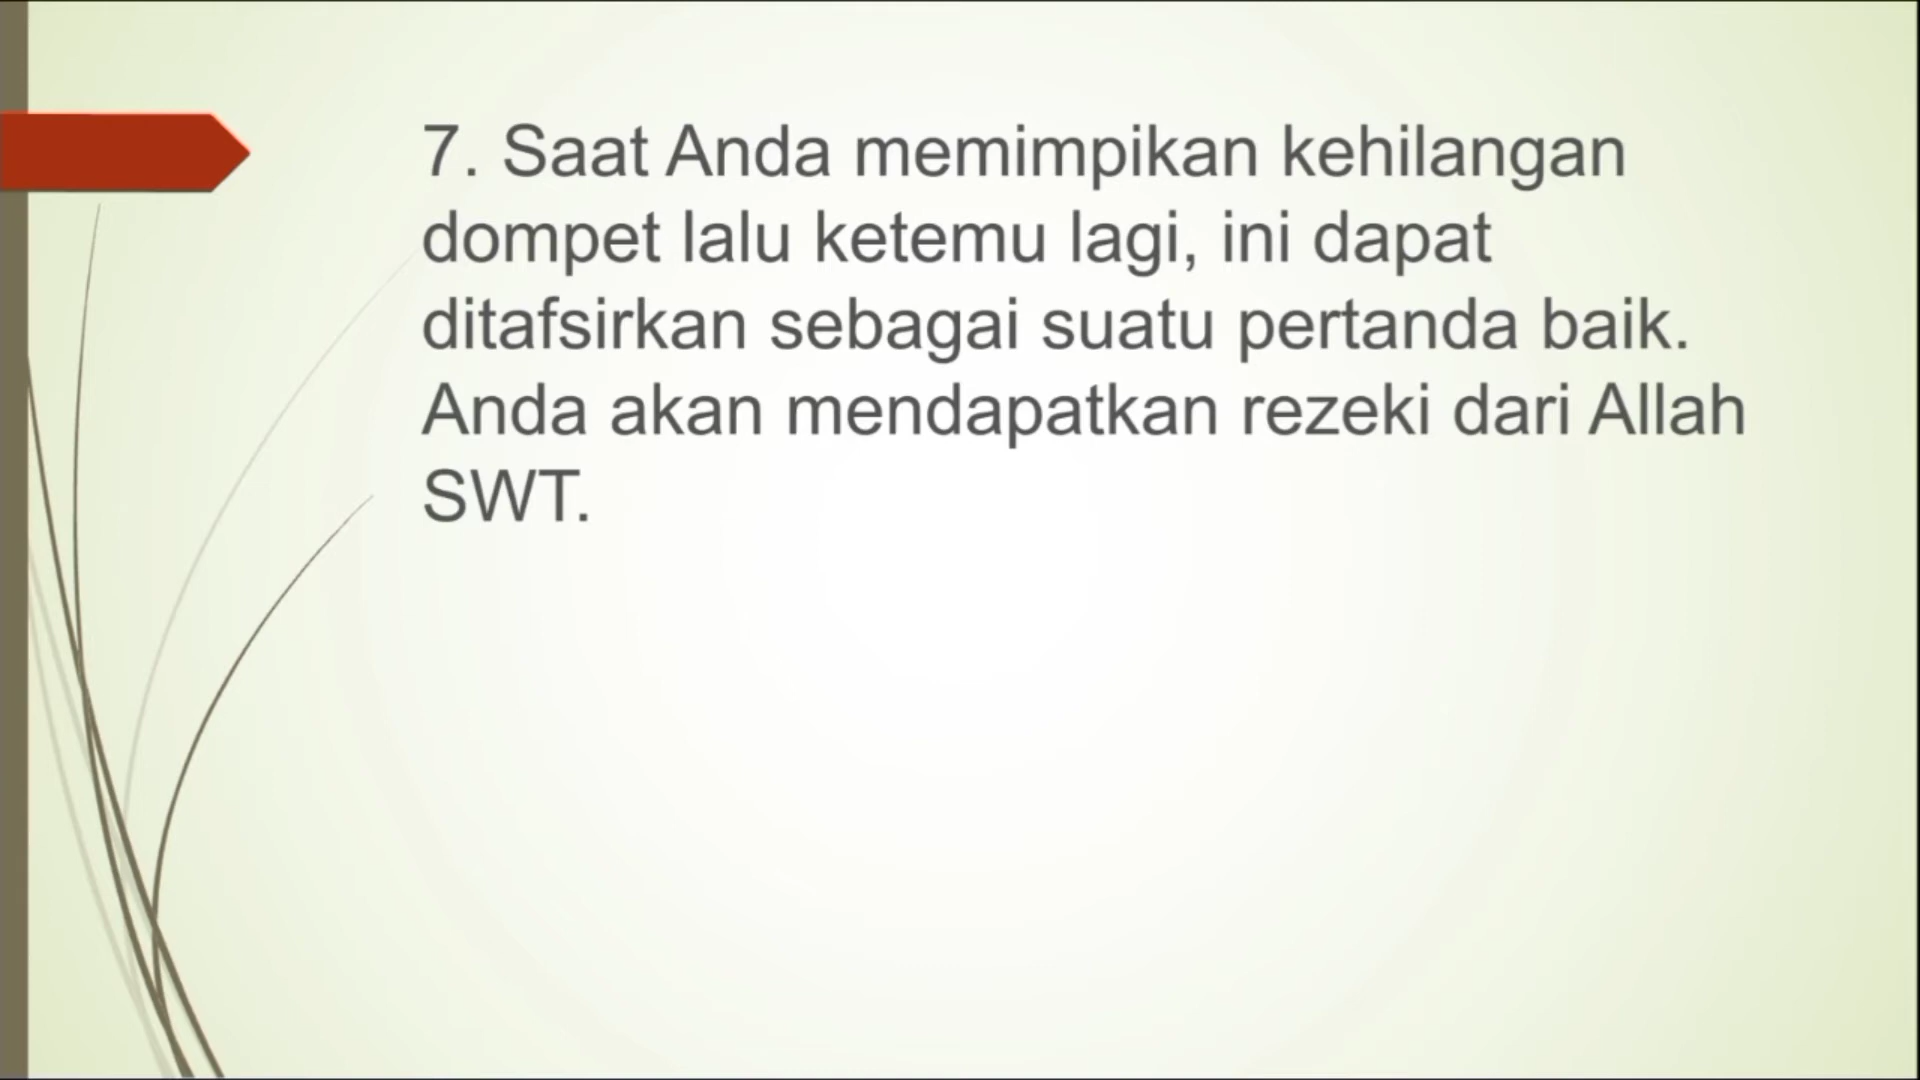 7. Saat Anda memimpikan kehilangan
dompet lalu ketemu lagi, ini dapat
ditafsirkan sebagai suatu pertanda baik.
Anda akan mendapatkan rezeki dari Allah
SWT.